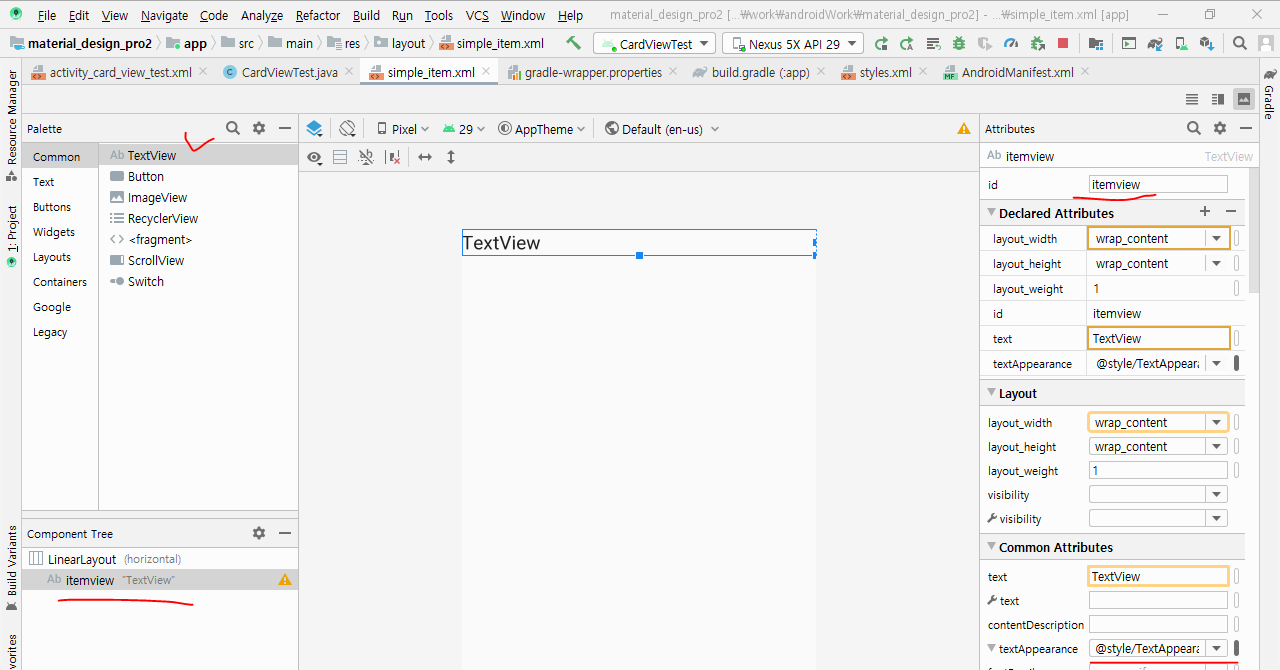 File Edit View Navigate Code Analyze Refactor Build Run Tools VCS Window Help material_design_pro2 [...₩work₩androidWork₩material_design_pro2] - ...₩simple_item.xml [app]
material_design_pro2 app src main res layout simple_item.xml CardViewTest Nexus 5X API 29
activity_card_view_test.xml CardViewTest.java simple_item.xml gradle-wrapper.properties build.gradle (:app) styles.xml AndroidManifest.xml
Resource Manager
1: Project
Build Variants
Gradle
Palette
Common
Text
Buttons
Widgets
Layouts
Containers
Google
Legacy
Ab TextView
Button
ImageView
RecyclerView
<fragment>
ScrollView
Switch
Component Tree
LinearLayout (horizontal)
Ab itemview "TextView"
Pixel 29 AppTheme Default (en-us)
TextView
Attributes
Ab itemview TextView
id itemview
Declared Attributes
layout_width wrap_content
layout_height wrap_content
layout_weight 1
id itemview
text TextView
textAppearance @style/TextAppeara
Layout
layout_width wrap_content
layout_height wrap_content
layout_weight 1
visibility
visibility
Common Attributes
text TextView
text
contentDescription
textAppearance @style/TextAppeara